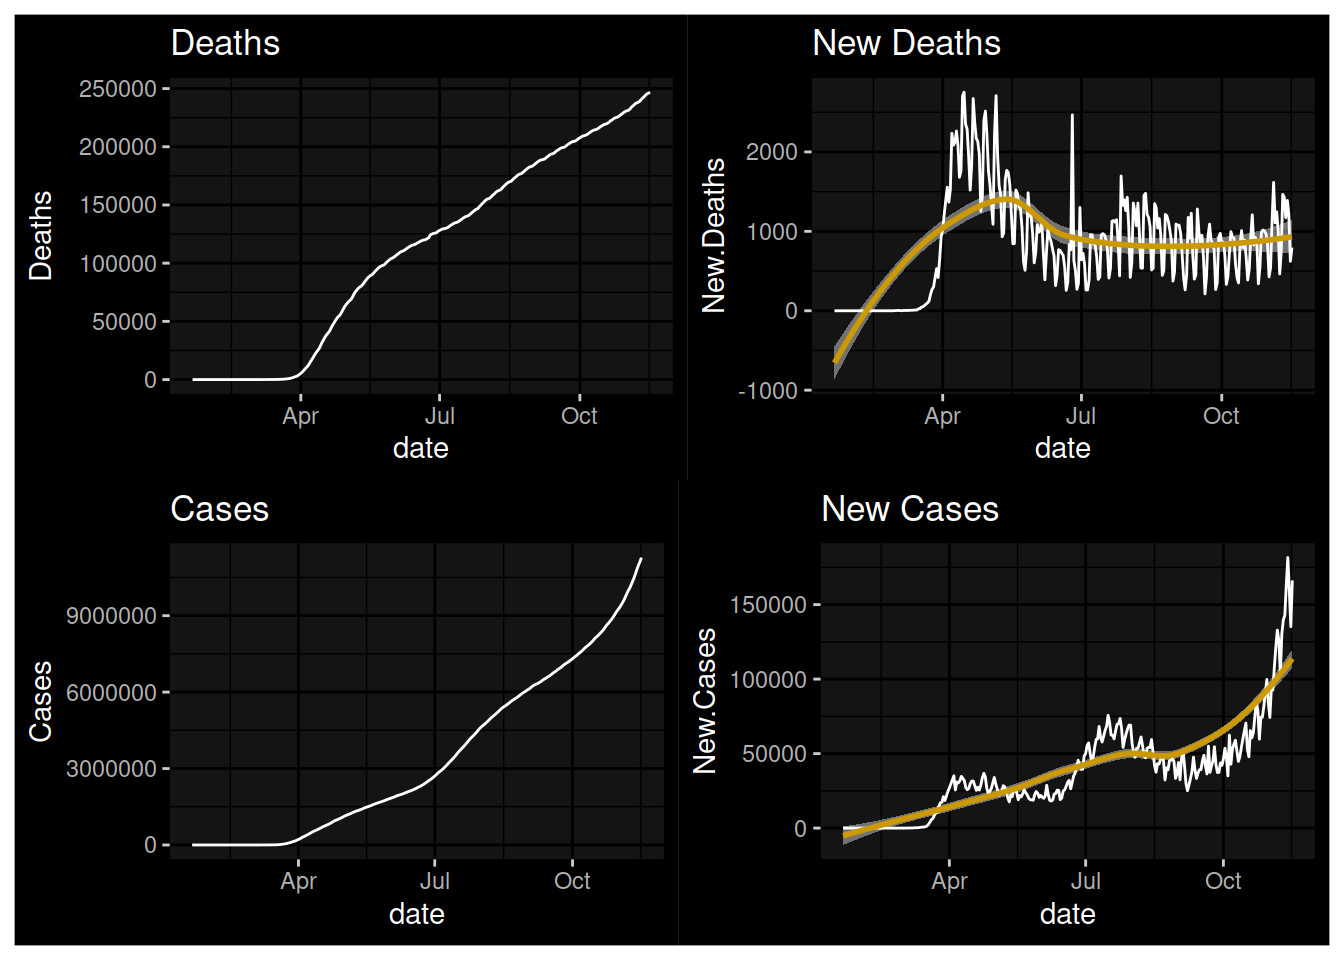 Deaths
250000
200000
150000
100000
50000
0
Deaths
Apr Jul Oct
date
New Deaths
2000
1000
0
-1000
New.Deaths
Apr Jul Oct
date
Cases
9000000
6000000
3000000
0
Cases
Apr Jul Oct
date
New Cases
150000
100000
50000
0
New.Cases
Apr Jul Oct
date